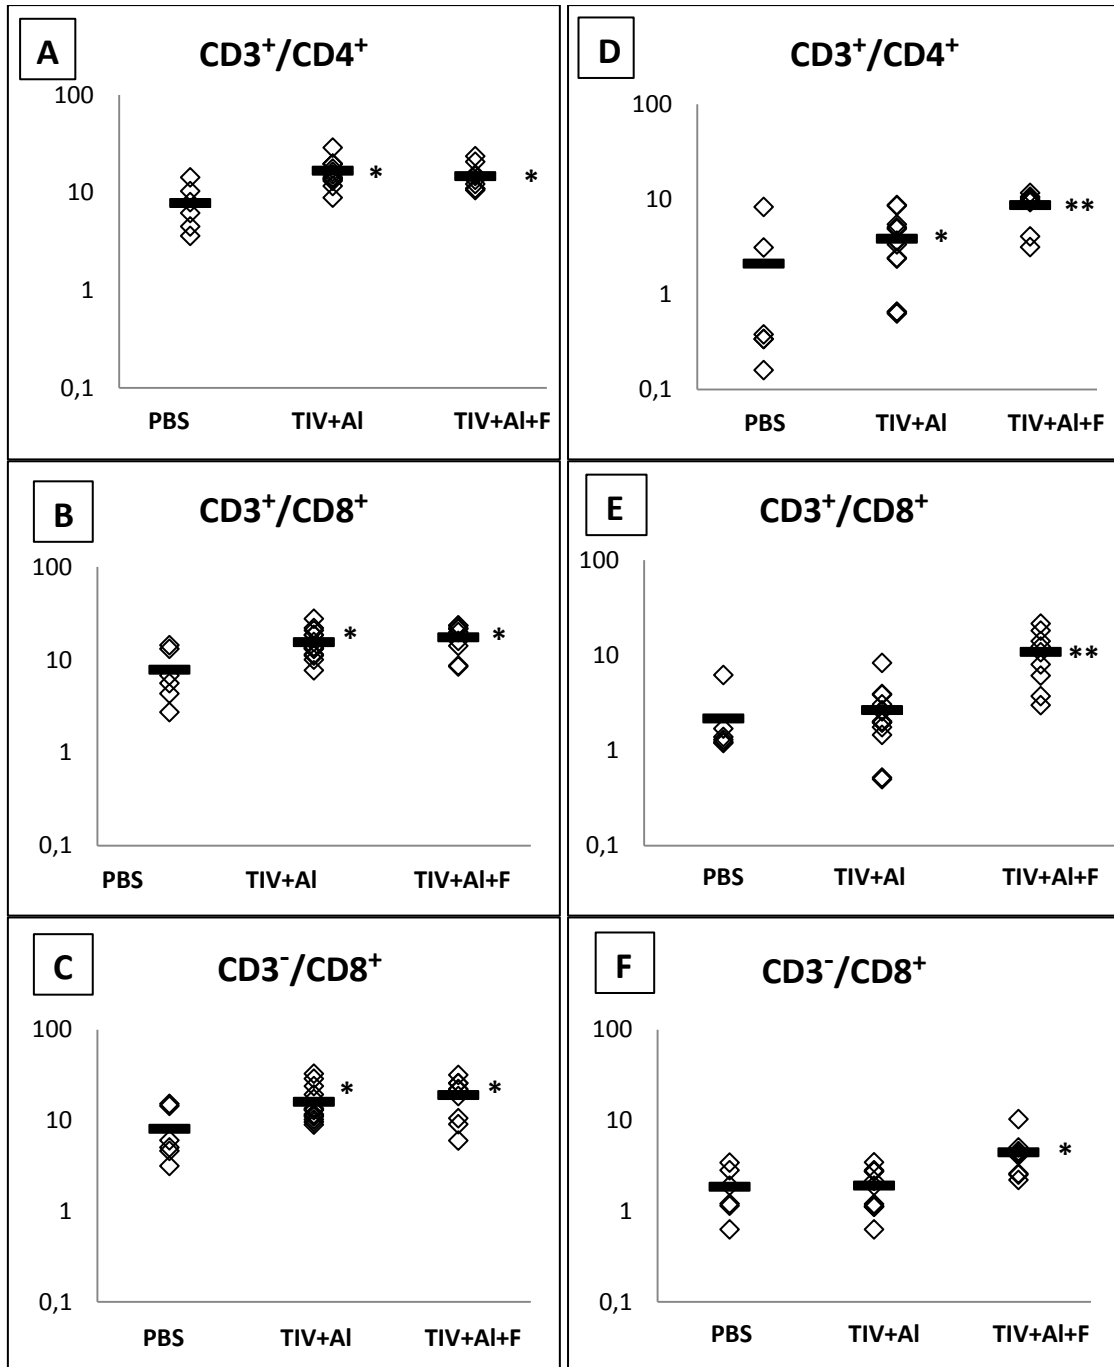 A
CD3⁺/CD4⁺
100
10
1
0,1
PBS TIV+Al TIV+Al+F
* *
D
CD3⁺/CD4⁺
100
10
1
0,1
PBS TIV+Al TIV+Al+F
* **
B
CD3⁺/CD8⁺
100
10
1
0,1
PBS TIV+Al TIV+Al+F
* *
E
CD3⁺/CD8⁺
100
10
1
0,1
PBS TIV+Al TIV+Al+F
**
C
CD3⁻/CD8⁺
100
10
1
0,1
PBS TIV+Al TIV+Al+F
* *
F
CD3⁻/CD8⁺
100
10
1
0,1
PBS TIV+Al TIV+Al+F
*